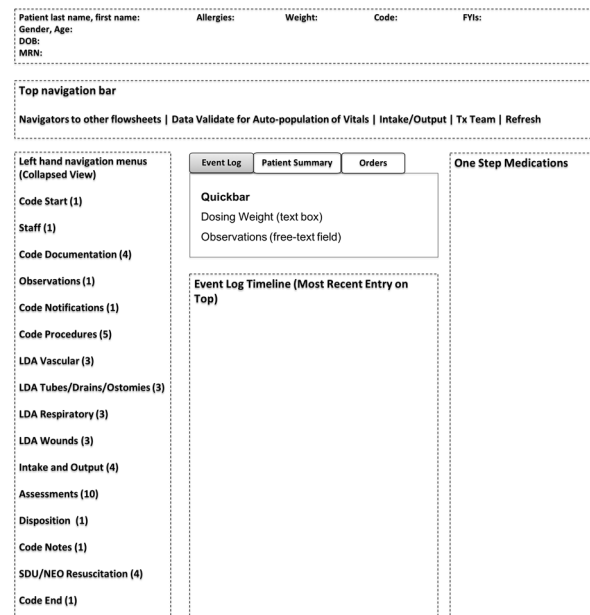 Patient last name, first name: Allergies: Weight: Code: FYIs:
Gender, Age:
DOB:
MRN:
Top navigation bar
Navigators to other flowsheets | Data Validate for Auto-population of Vitals | Intake/Output | Tx Team | Refresh
Left hand navigation menus
(Collapsed View)
Code Start (1)
Staff (1)
Code Documentation (4)
Observations (1)
Code Notifications (1)
Code Procedures (5)
LDA Vascular (3)
LDA Tubes/Drains/Ostomies (3)
LDA Respiratory (3)
LDA Wounds (3)
Intake and Output (4)
Assessments (10)
Disposition (1)
Code Notes (1)
SDU/NEO Resuscitation (4)
Code End (1)
Event Log Patient Summary Orders
Quickbar
Dosing Weight (text box)
Observations (free-text field)
Event Log Timeline (Most Recent Entry on
Top)
One Step Medications